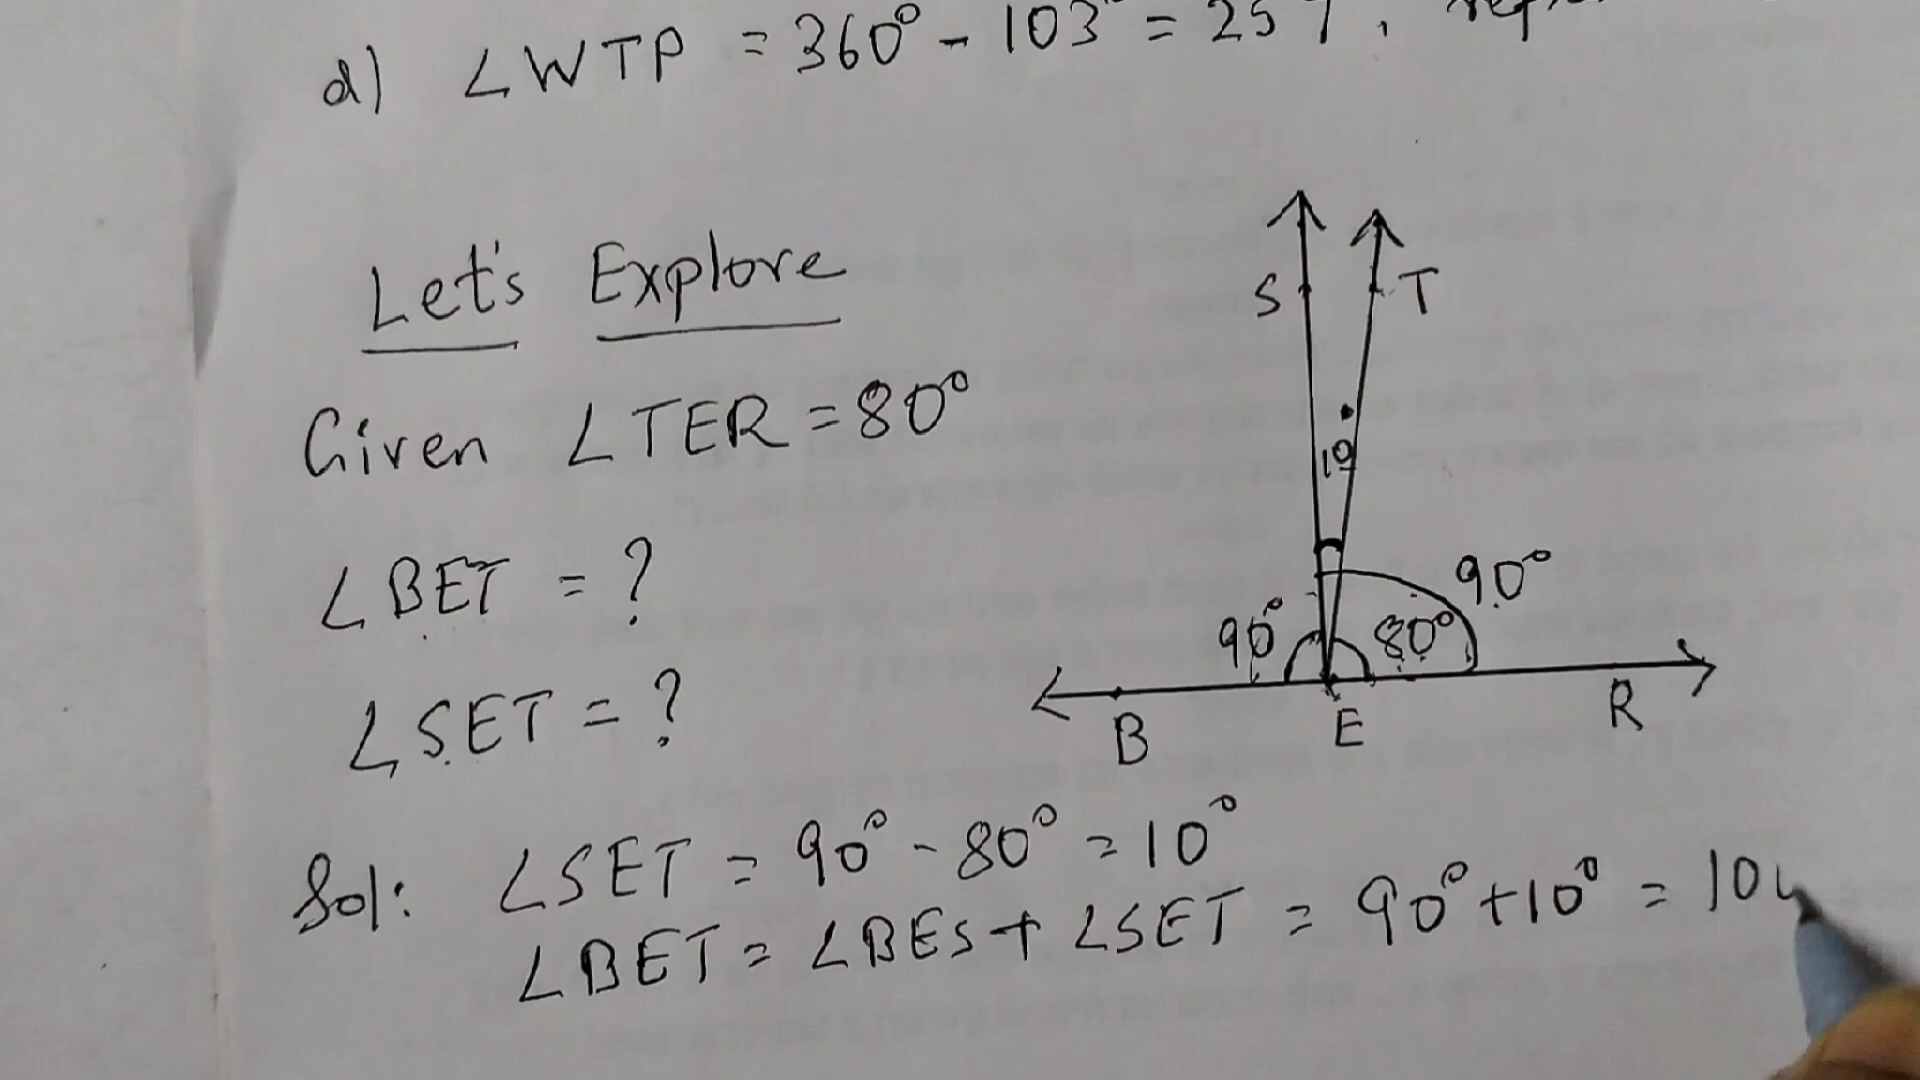 d) ∠WTP = 360° - 103° = 257°,
Let's Explore
Given ∠TER = 80°
∠BET = ?
∠SET = ?
S T
10°
90° 80° 90°
B E R
Sol: ∠SET = 90° - 80° = 10°
∠BET = ∠BES + ∠SET = 90° + 10° = 10